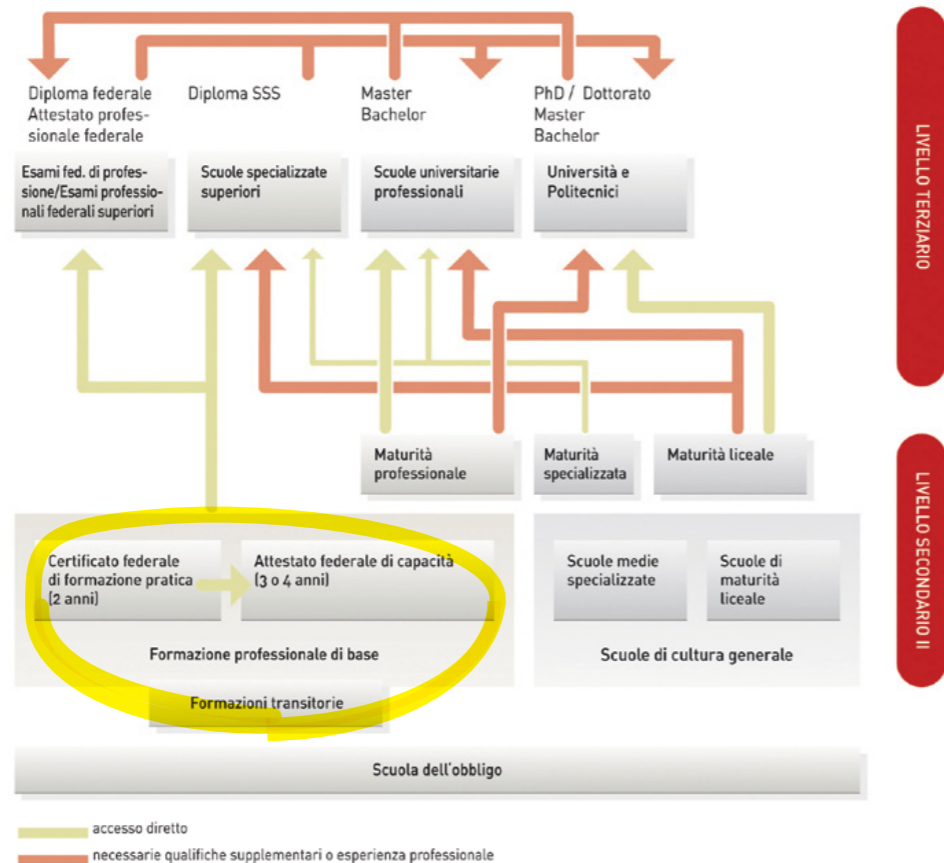 Diploma federale
Attestato profes-
sionale federale
Diploma SSS
Master
Bachelor
PhD / Dottorato
Master
Bachelor
Esami fed. di profes-
sione/Esami professio-
nali federali superiori
Scuole specializzate
superiori
Scuole universitarie
professionali
Università e
Politecnici
LIVELLO TERZIARIO
Maturità
professionale
Maturità
specializzata
Maturità liceale
Certificato federale
di formazione pratica
(2 anni)
Attestato federale di capacità
(3 o 4 anni)
Scuole medie
specializzate
Scuole di
maturità
liceale
Formazione professionale di base
Scuole di cultura generale
LIVELLO SECONDARIO II
Formazioni transitorie
Scuola dell'obbligo
accesso diretto
necessarie qualifiche supplementari o esperienza professionale